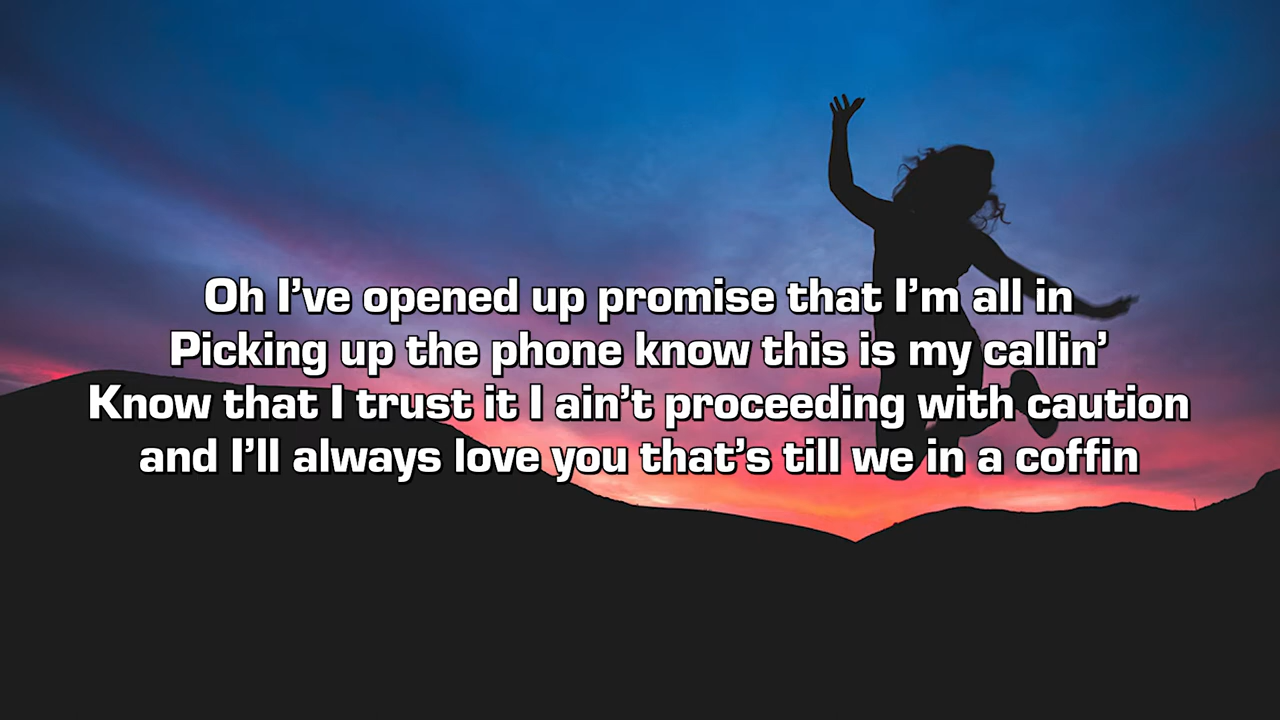 Oh I’ve opened up promise that I’m all in
Picking up the phone know this is my callin’
Know that I trust it I ain’t proceeding with caution
and I’ll always love you that’s till we in a coffin